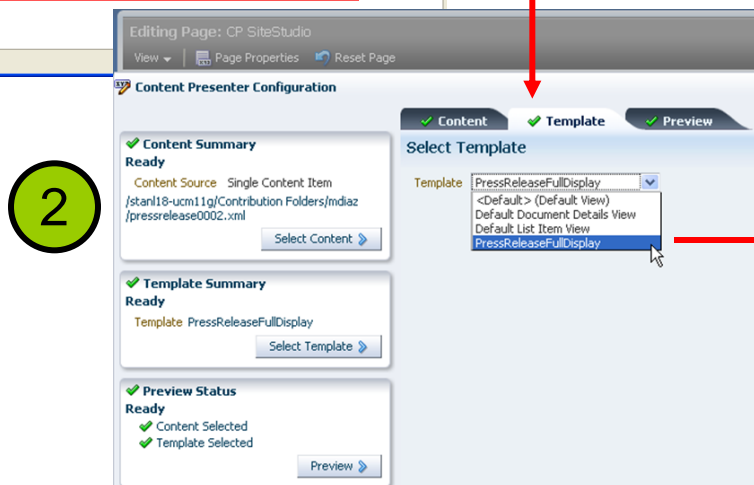 Editing Page: CP SiteStudio
View Page Properties Reset Page
Content Presenter Configuration
Content Template Preview
Content Summary
Ready
Content Source Single Content Item
/stanl18-ucm11g/Contribution Folders/mdiaz
/pressrelease0002.xml
Select Content
Template Summary
Ready
Template PressReleaseFullDisplay
Select Template
Preview Status
Ready
Content Selected
Template Selected
Preview
Select Template
Template PressReleaseFullDisplay
<Default> (Default View)
Default Document Details View
Default List Item View
PressReleaseFullDisplay
2